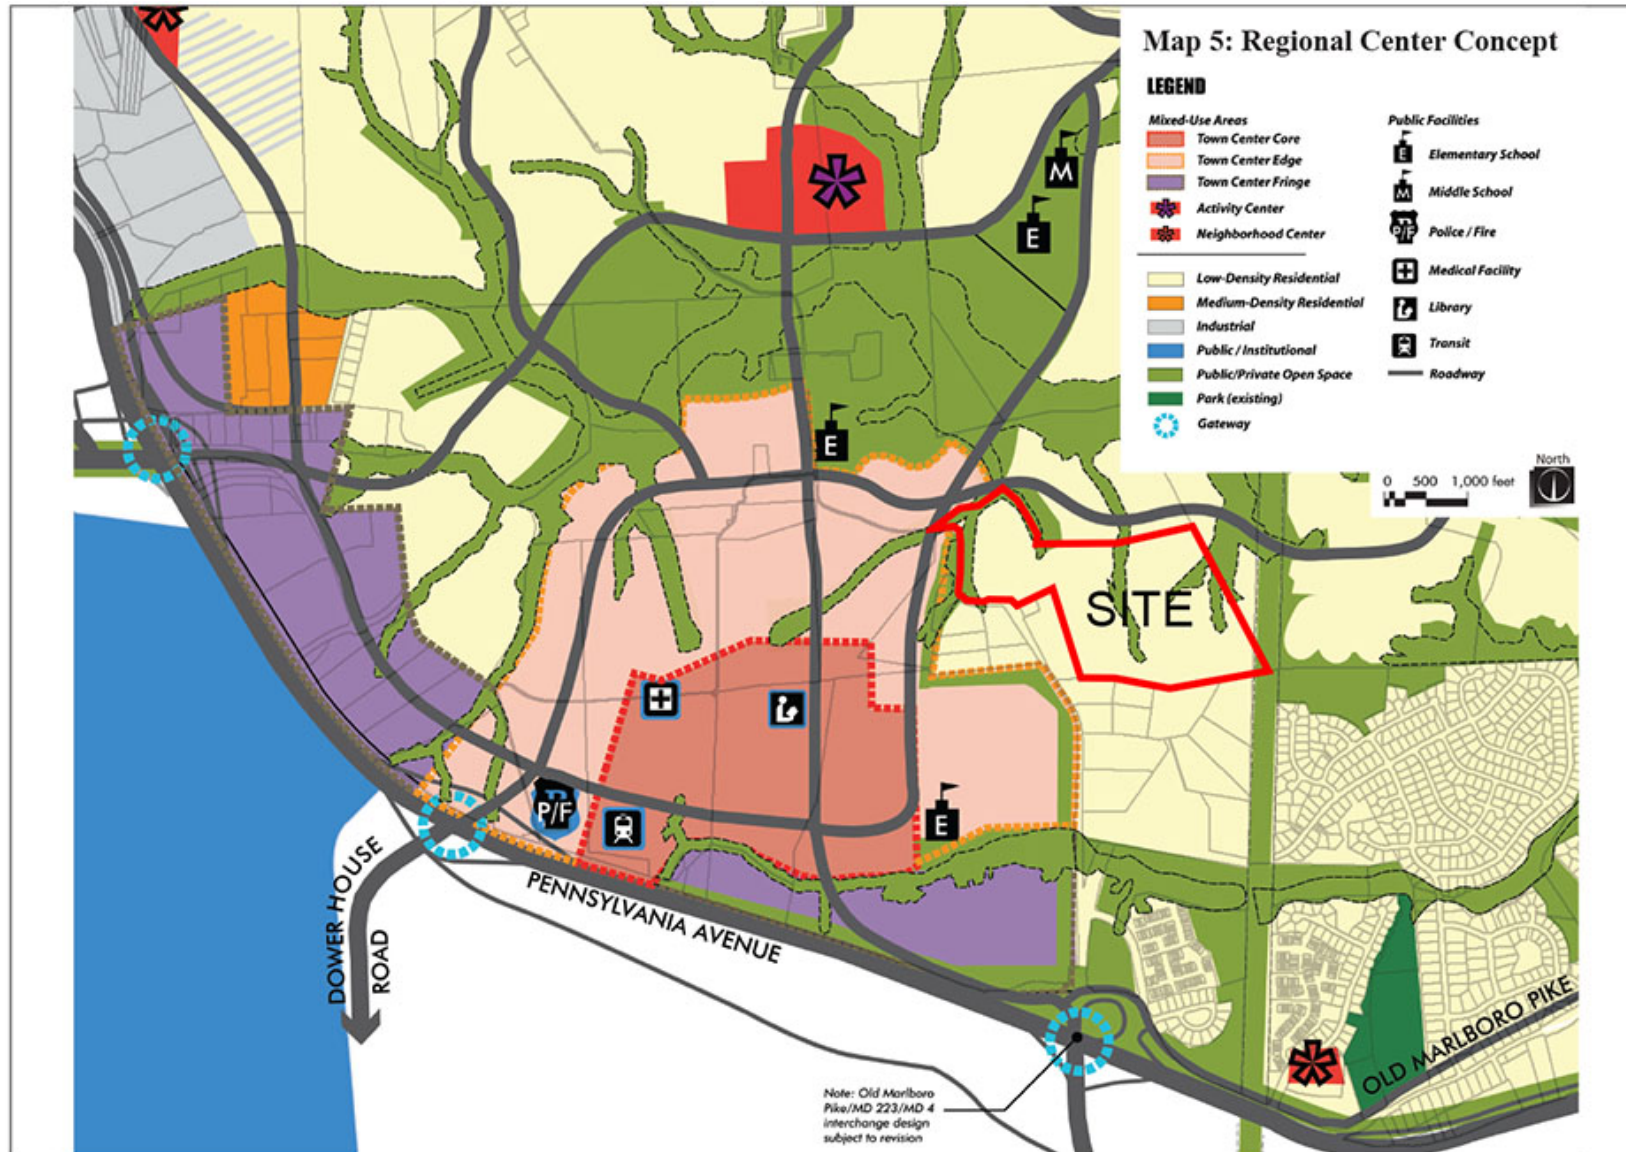 Map 5: Regional Center Concept
LEGEND
Mixed-Use Areas
Town Center Core
Town Center Edge
Town Center Fringe
Activity Center
Neighborhood Center
Low-Density Residential
Medium-Density Residential
Industrial
Public / Institutional
Public/Private Open Space
Park (existing)
Gateway
Public Facilities
E
Elementary School
M
Middle School
P/F
Police / Fire
Medical Facility
Library
Transit
Roadway
North
0 500 1,000 feet
M
E
E
SITE
P/F
E
DOWER HOUSE
ROAD
PENNSYLVANIA AVENUE
OLD MARLBORO PIKE
Note: Old Marlboro
Pike/MD 223/MD 4
interchange design
subject to revision